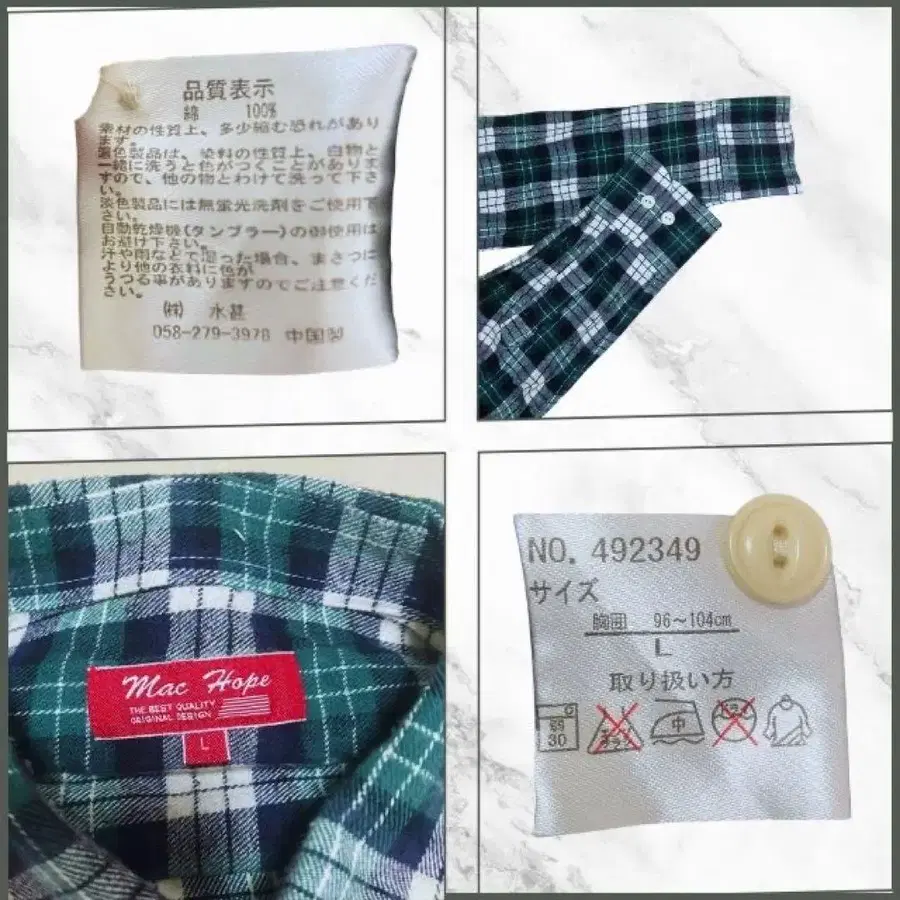 品質表示
綿 100%
素材の性質上、多少縮む恐れがあり
ます。
濃色製品は、染料の性質上、白物と
一緒に洗うと色がつくことがありま
すので、他の物とわけて洗って下さ
い。
淡色製品には無蛍光洗剤をご使用下
さい。
自動乾燥機(タンブラー)の御使用は
お避け下さい。
汗や雨などで湿った場合、まさつに
より他の衣料に色が
うつる事がありますのでご注意くだ
さい。
㈱ 水甚
058-279-3978 中国製
Mac Hope
THE BEST QUALITY
ORIGINAL DESIGN
L
NO. 492349
サイズ
胸囲 96~104cm
L
取り扱い方
弱
30
中